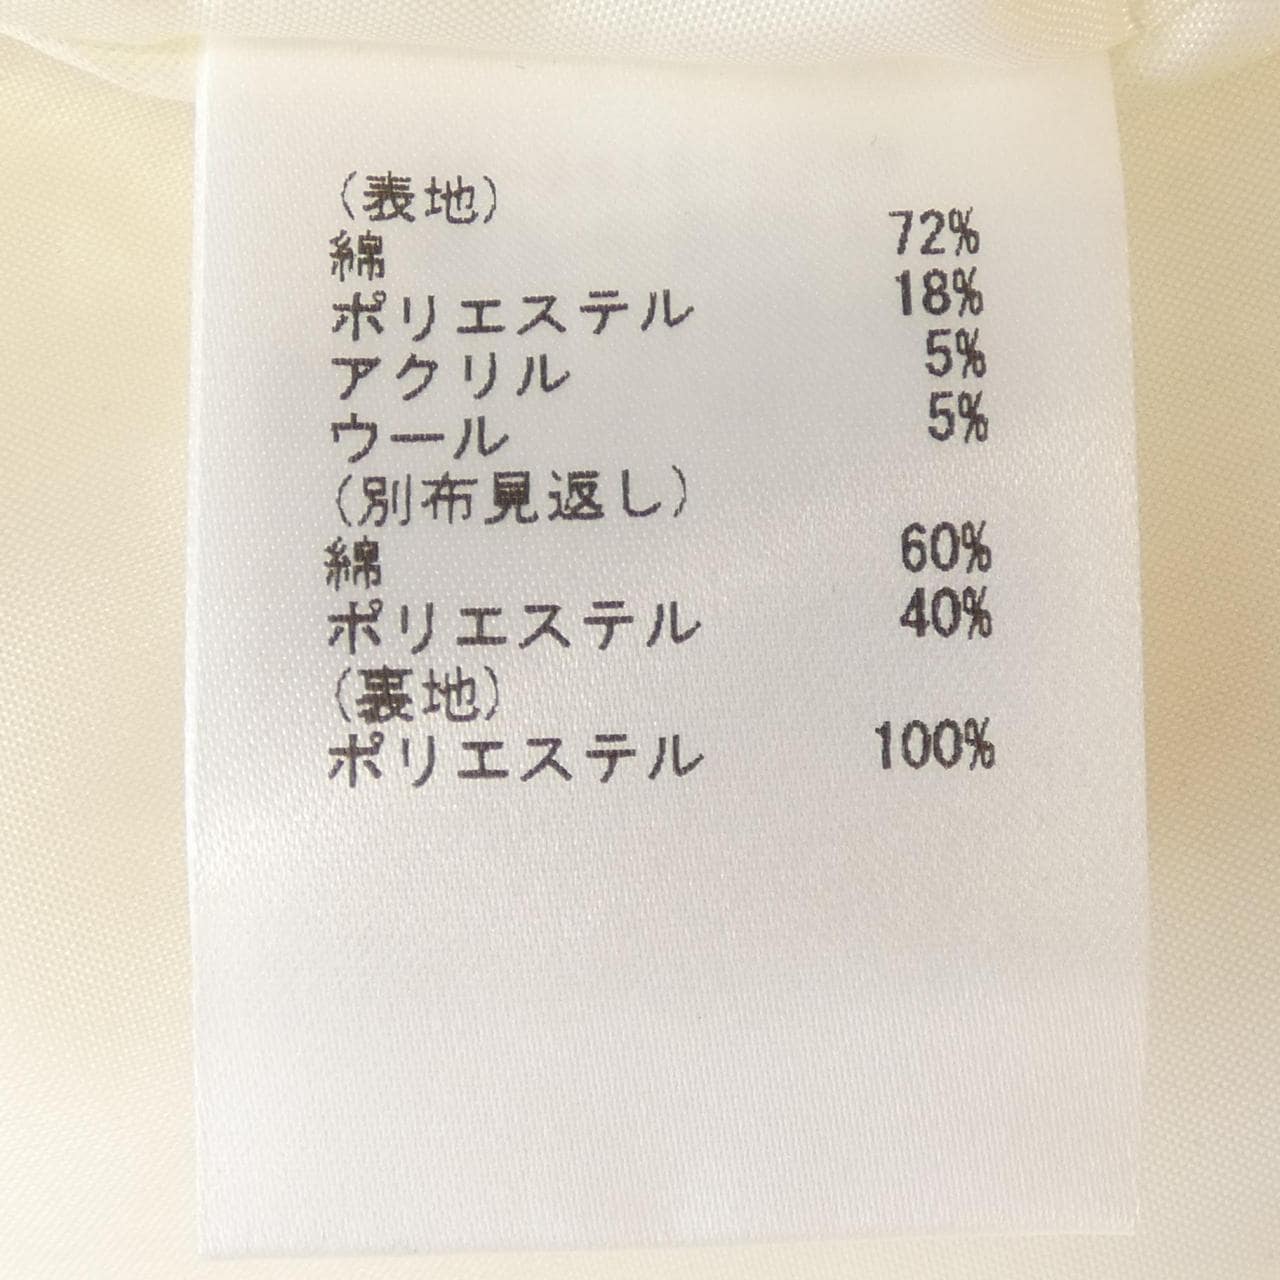 (表地)
綿 72%
ポリエステル 18%
アクリル 5%
ウール 5%
(別布見返し)
綿 60%
ポリエステル 40%
(裏地)
ポリエステル 100%